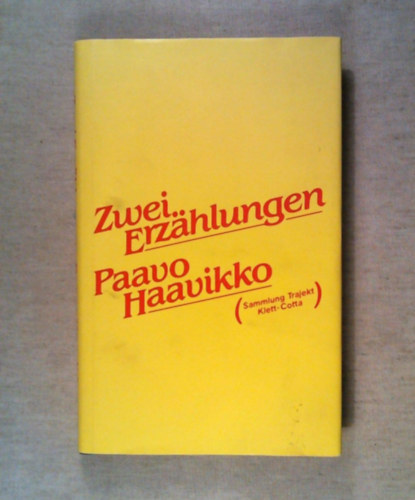 Zwei
Erzählungen
Paavo
Haavikko
(Sammlung Trajekt
Klett-Cotta)